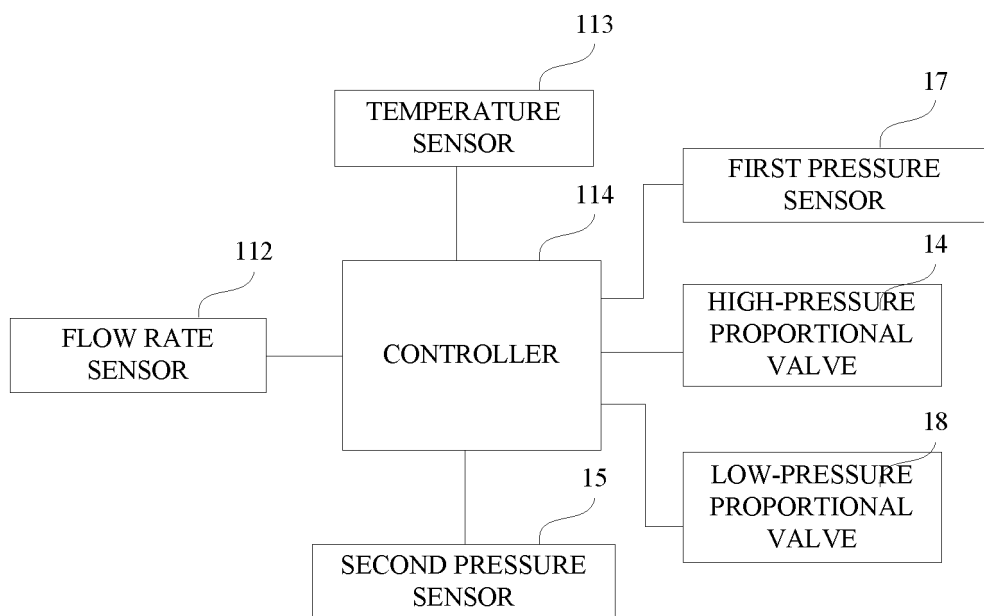 113
TEMPERATURE
SENSOR
17
FIRST PRESSURE
SENSOR
114
112
FLOW RATE
SENSOR
CONTROLLER
14
HIGH-PRESSURE
PROPORTIONAL
VALVE
18
LOW-PRESSURE
PROPORTIONAL
VALVE
15
SECOND PRESSURE
SENSOR